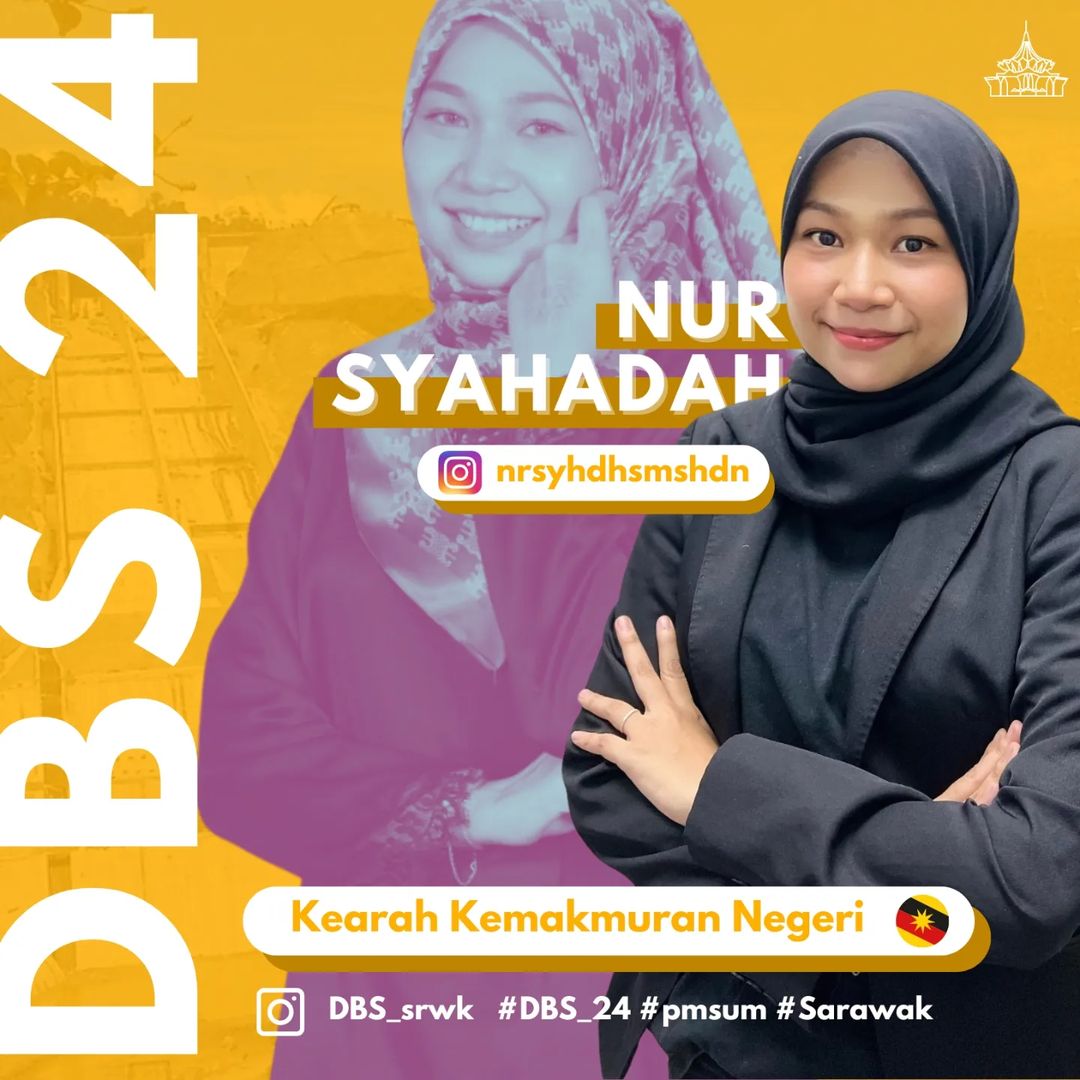 DBS 24
NUR
SYAHADAH
nrsyhdhsmshdn
Kearah Kemakmuran Negeri
DBS_srwk #DBS_24 #pmsum #Sarawak